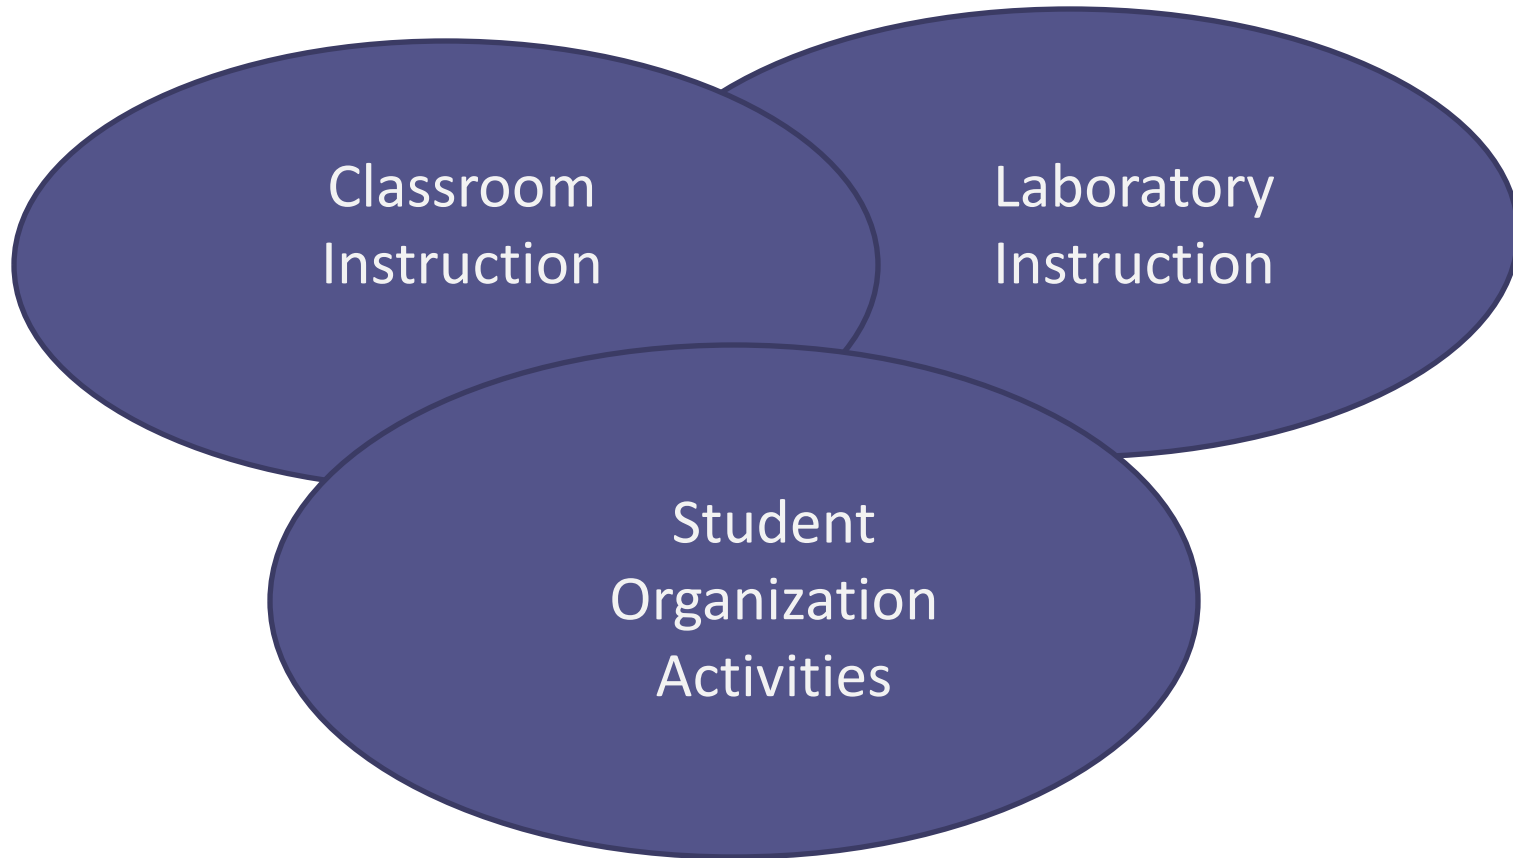 Classroom
Instruction
Laboratory
Instruction
Student
Organization
Activities